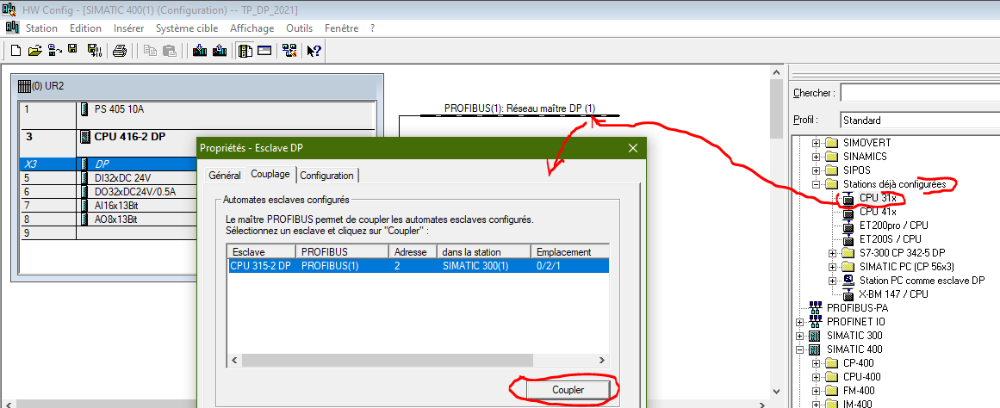 HW Config - [SIMATIC 400(1) (Configuration) -- TP_DP_2021]
Station Edition Insérer Système cible Affichage Outils Fenêtre ?
(0) UR2
1 PS 405 10A
3 CPU 416-2 DP
X3 DP
5 DI32xDC 24V
6 DO32xDC24V/0.5A
7 AI16x13Bit
8 AO8x13Bit
9
PROFIBUS(1): Réseau maître DP (1)
Propriétés - Esclave DP
Général Couplage Configuration
Automates esclaves configurés
Le maître PROFIBUS permet de coupler les automates esclaves configurés.
Sélectionnez un esclave et cliquez sur "Coupler" :
Esclave PROFIBUS Adresse dans la station Emplacement
CPU 315-2 DP PROFIBUS(1) 2 SIMATIC 300(1) 0/2/1
Coupler
Chercher :
Profil : Standard
SIMOVERT
SINAMICS
SIPOS
Stations déjà configurées
CPU 31x
CPU 41x
ET200pro / CPU
ET200S / CPU
S7-300 CP 342-5 DP
SIMATIC PC (CP 56x3)
Station PC comme esclave DP
X-BM 147 / CPU
PROFIBUS-PA
PROFINET IO
SIMATIC 300
SIMATIC 400
CP-400
CPU-400
FM-400
IM-400